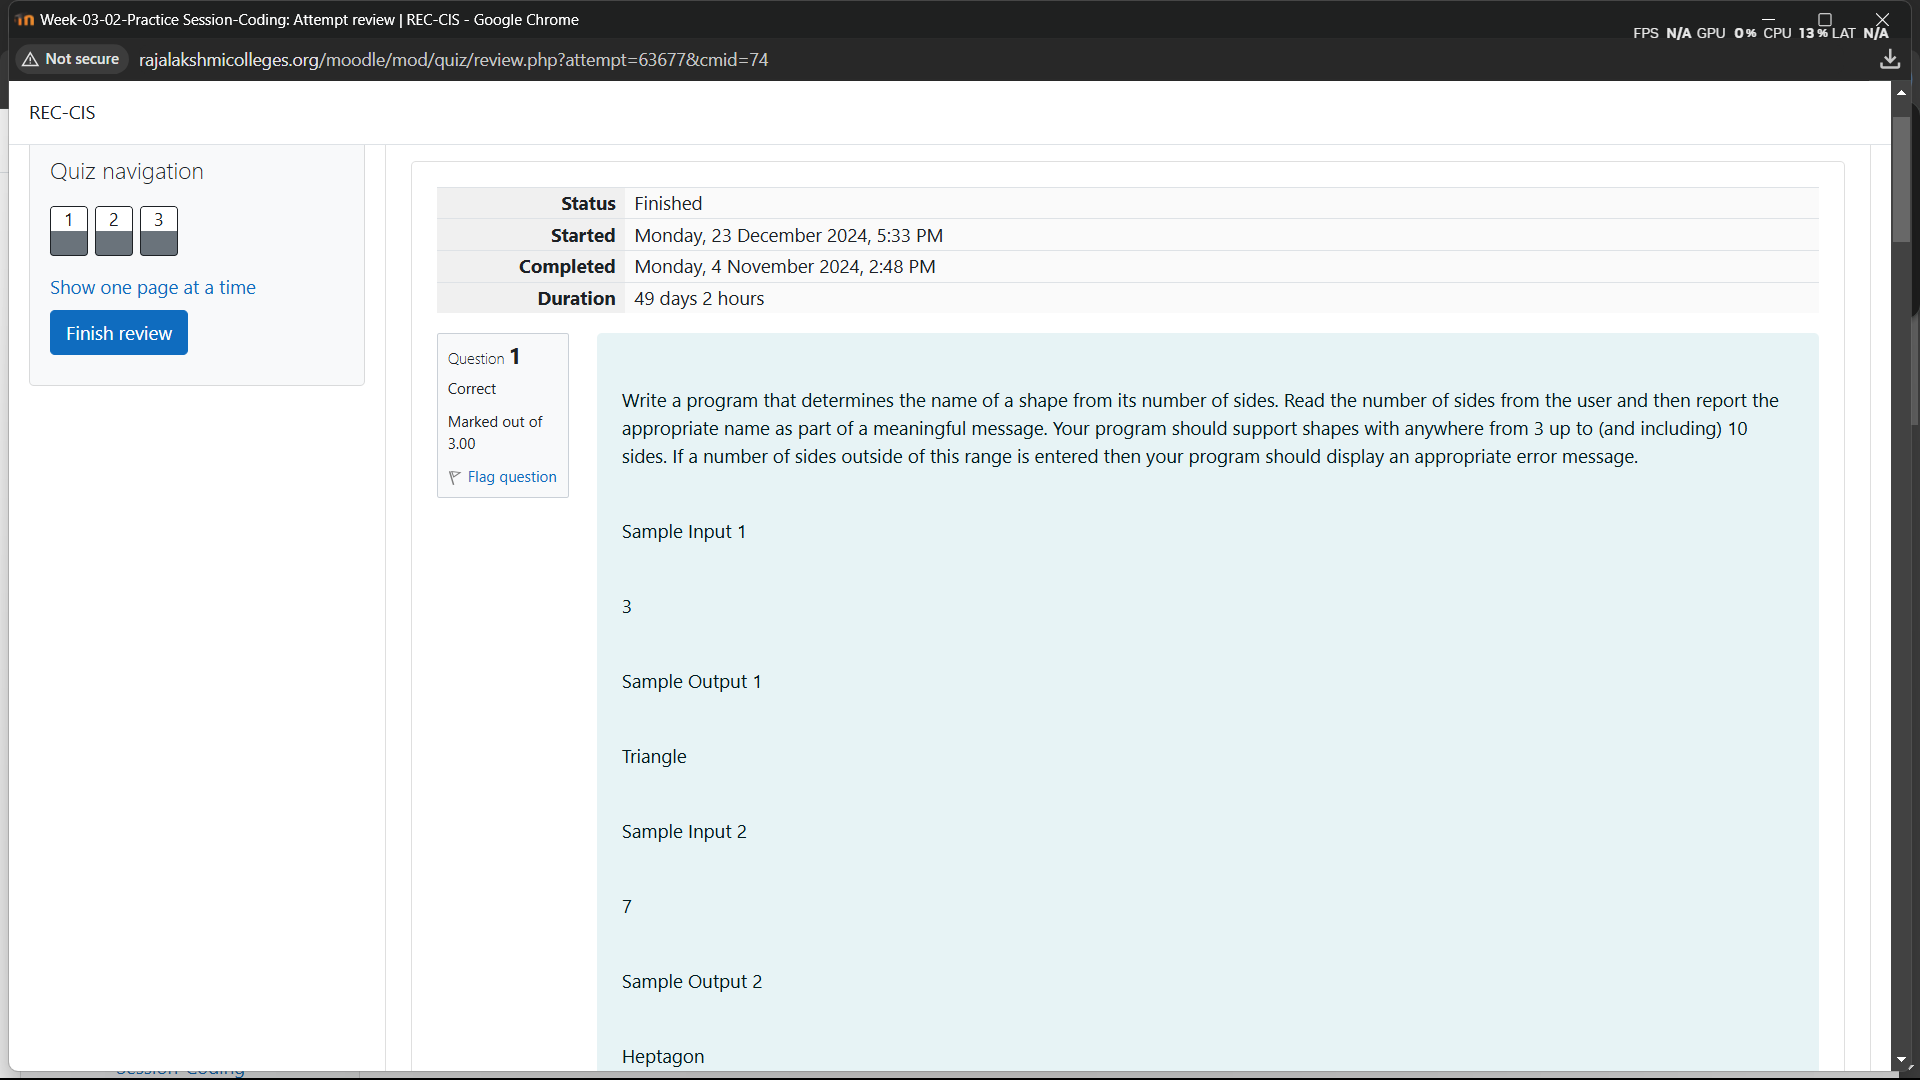 Week-03-02-Practice Session-Coding: Attempt review | REC-CIS - Google Chrome
FPS N/A GPU 0% CPU 13% LAT N/A
Not secure rajalakshmicolleges.org/moodle/mod/quiz/review.php?attempt=63677&cmid=74
REC-CIS
Quiz navigation
1 2 3
Show one page at a time
Finish review
Status Finished
Started Monday, 23 December 2024, 5:33 PM
Completed Monday, 4 November 2024, 2:48 PM
Duration 49 days 2 hours
Question 1
Correct
Marked out of
3.00
Flag question
Write a program that determines the name of a shape from its number of sides. Read the number of sides from the user and then report the
appropriate name as part of a meaningful message. Your program should support shapes with anywhere from 3 up to (and including) 10
sides. If a number of sides outside of this range is entered then your program should display an appropriate error message.
Sample Input 1
3
Sample Output 1
Triangle
Sample Input 2
7
Sample Output 2
Heptagon
Session-Coding